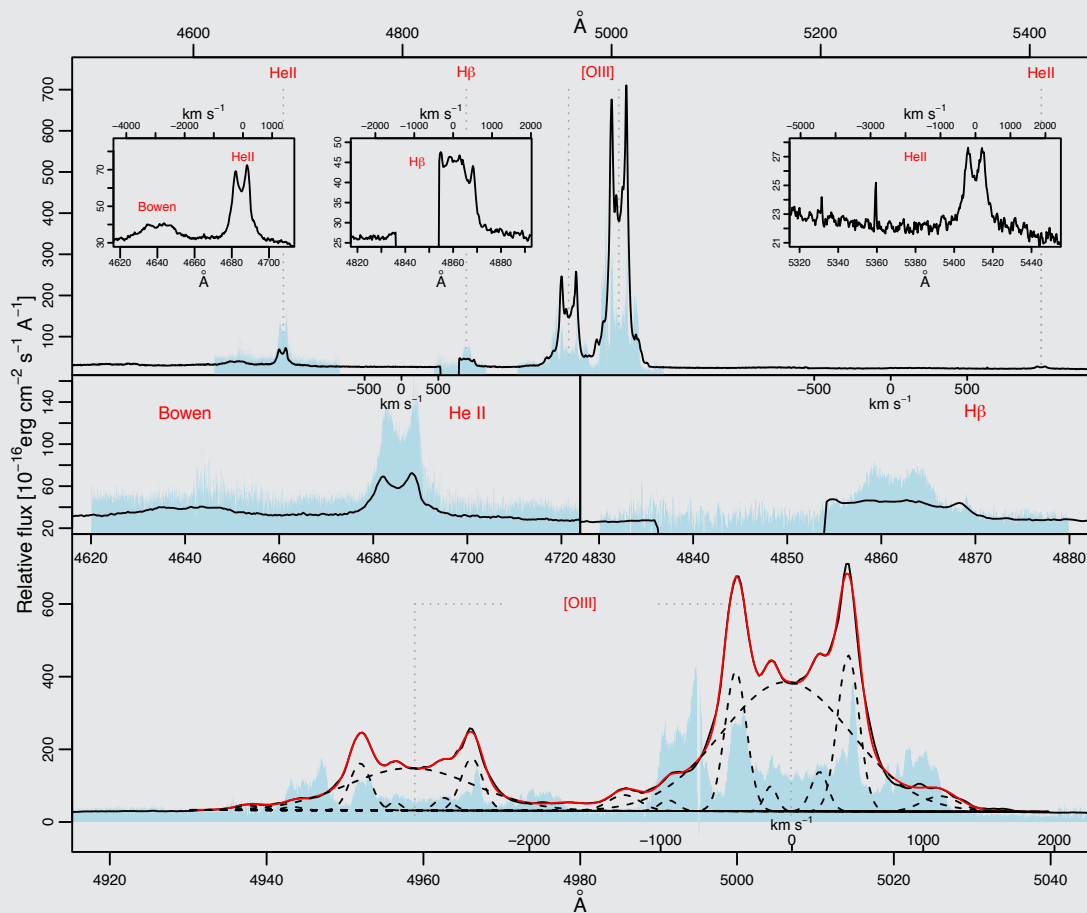 Å
4600 4800 5000 5200 5400
HeII Hβ [OIII] HeII
km s⁻¹
−4000 −2000 0 1000
Bowen HeII
30 50 70
4620 4640 4660 4680 4700
Å
km s⁻¹
−2000 −1000 0 1000 2000
Hβ
25 30 35 40 45 50
4820 4840 4860 4880
Å
km s⁻¹
−5000 −3000 −1000 0 1000 2000
HeII
21 23 25 27
5320 5340 5360 5380 5400 5420 5440
Å
100 200 300 400 500 600 700
−500 0 500
km s⁻¹
−500 0 500
km s⁻¹
Bowen He II Hβ
20 60 100 140
4620 4640 4660 4680 4700 4720
4830 4840 4850 4860 4870 4880
Relative flux [10⁻¹⁶erg cm⁻² s⁻¹ A⁻¹]
[OIII]
0 200 400 600
km s⁻¹
−2000 −1000 0 1000 2000
4920 4940 4960 4980 5000 5020 5040
Å